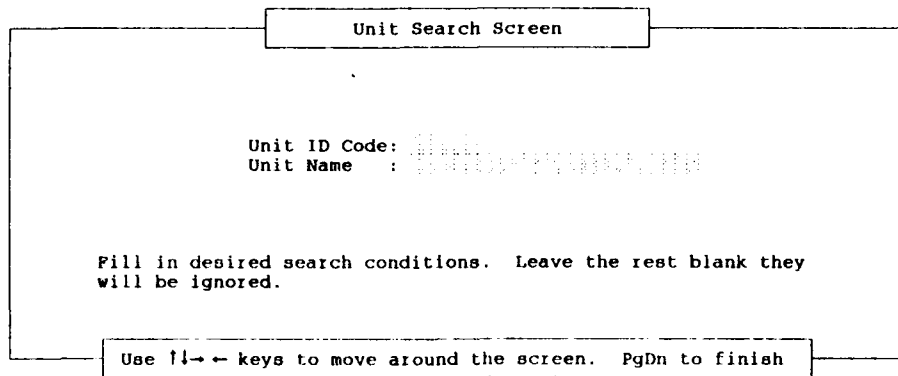 Unit Search Screen
Unit ID Code:
Unit Name   :
Fill in desired search conditions.  Leave the rest blank they
will be ignored.
Use ↑↓→ ← keys to move around the screen.  PgDn to finish